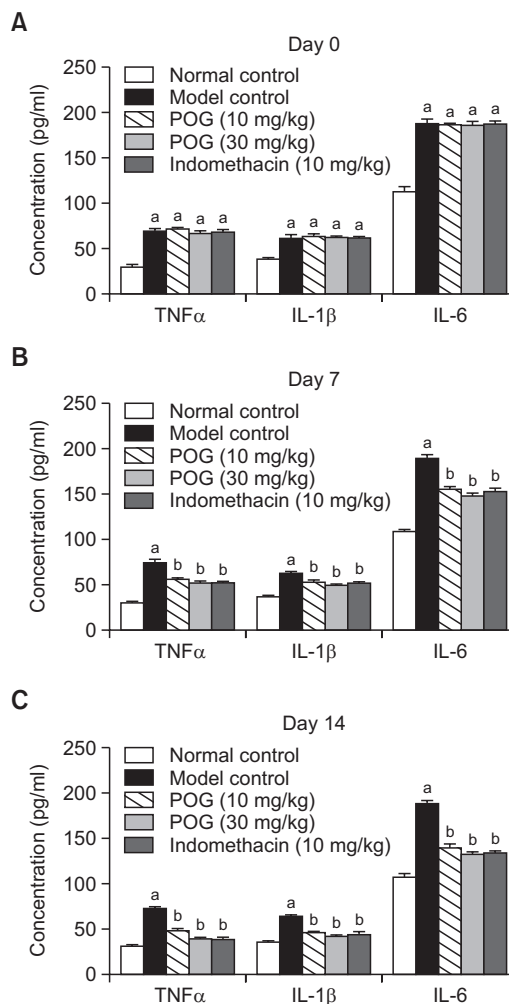 A
Day 0
Concentration (pg/ml)
250
200
150
100
50
0
Normal control
Model control
POG (10 mg/kg)
POG (30 mg/kg)
Indomethacin (10 mg/kg)
a a a a
a a a a
a a a a
TNFα IL-1β IL-6
B
Day 7
Concentration (pg/ml)
250
200
150
100
50
0
Normal control
Model control
POG (10 mg/kg)
POG (30 mg/kg)
Indomethacin (10 mg/kg)
a b b b
a b b b
a b b b
TNFα IL-1β IL-6
C
Day 14
Concentration (pg/ml)
250
200
150
100
50
0
Normal control
Model control
POG (10 mg/kg)
POG (30 mg/kg)
Indomethacin (10 mg/kg)
a b b b
a b b b
a b b b
TNFα IL-1β IL-6